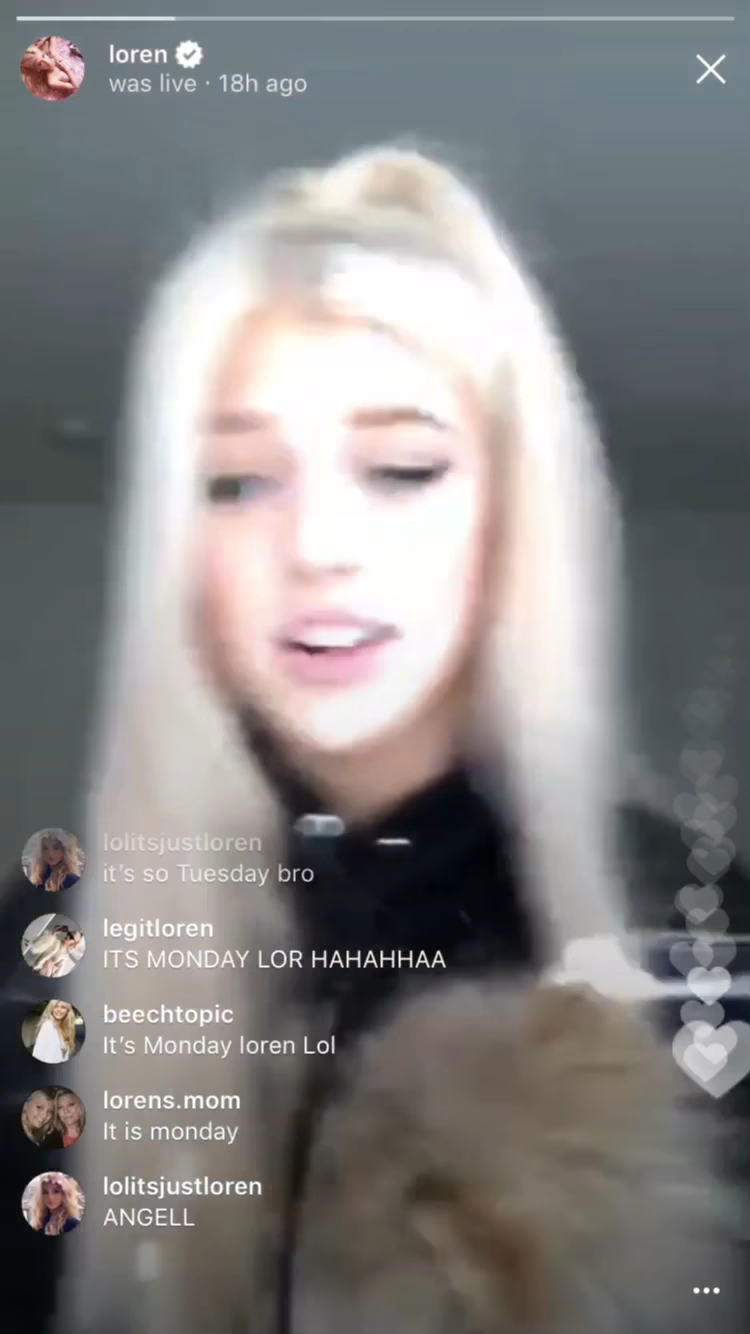 loren
was live · 18h ago
lolitsjustloren
it's so Tuesday bro
legitloren
ITS MONDAY LOR HAHAHHAA
beechtopic
It's Monday loren Lol
lorens.mom
It is monday
lolitsjustloren
ANGELL